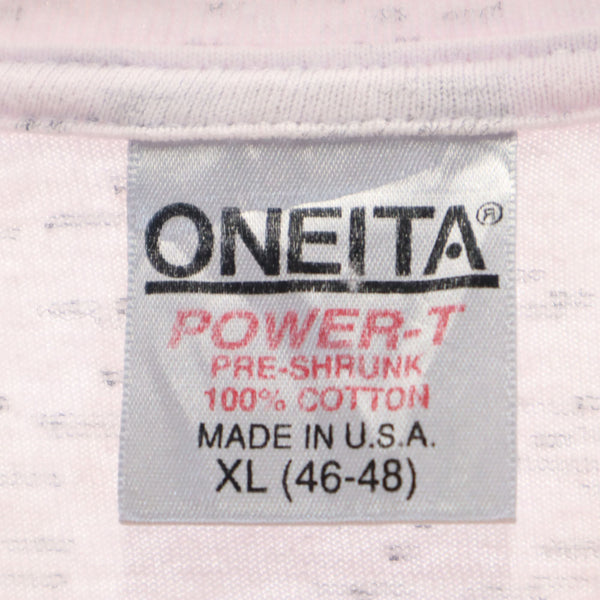 ONEITA®
POWER-T
PRE-SHRUNK
100% COTTON
MADE IN U.S.A.
XL (46-48)